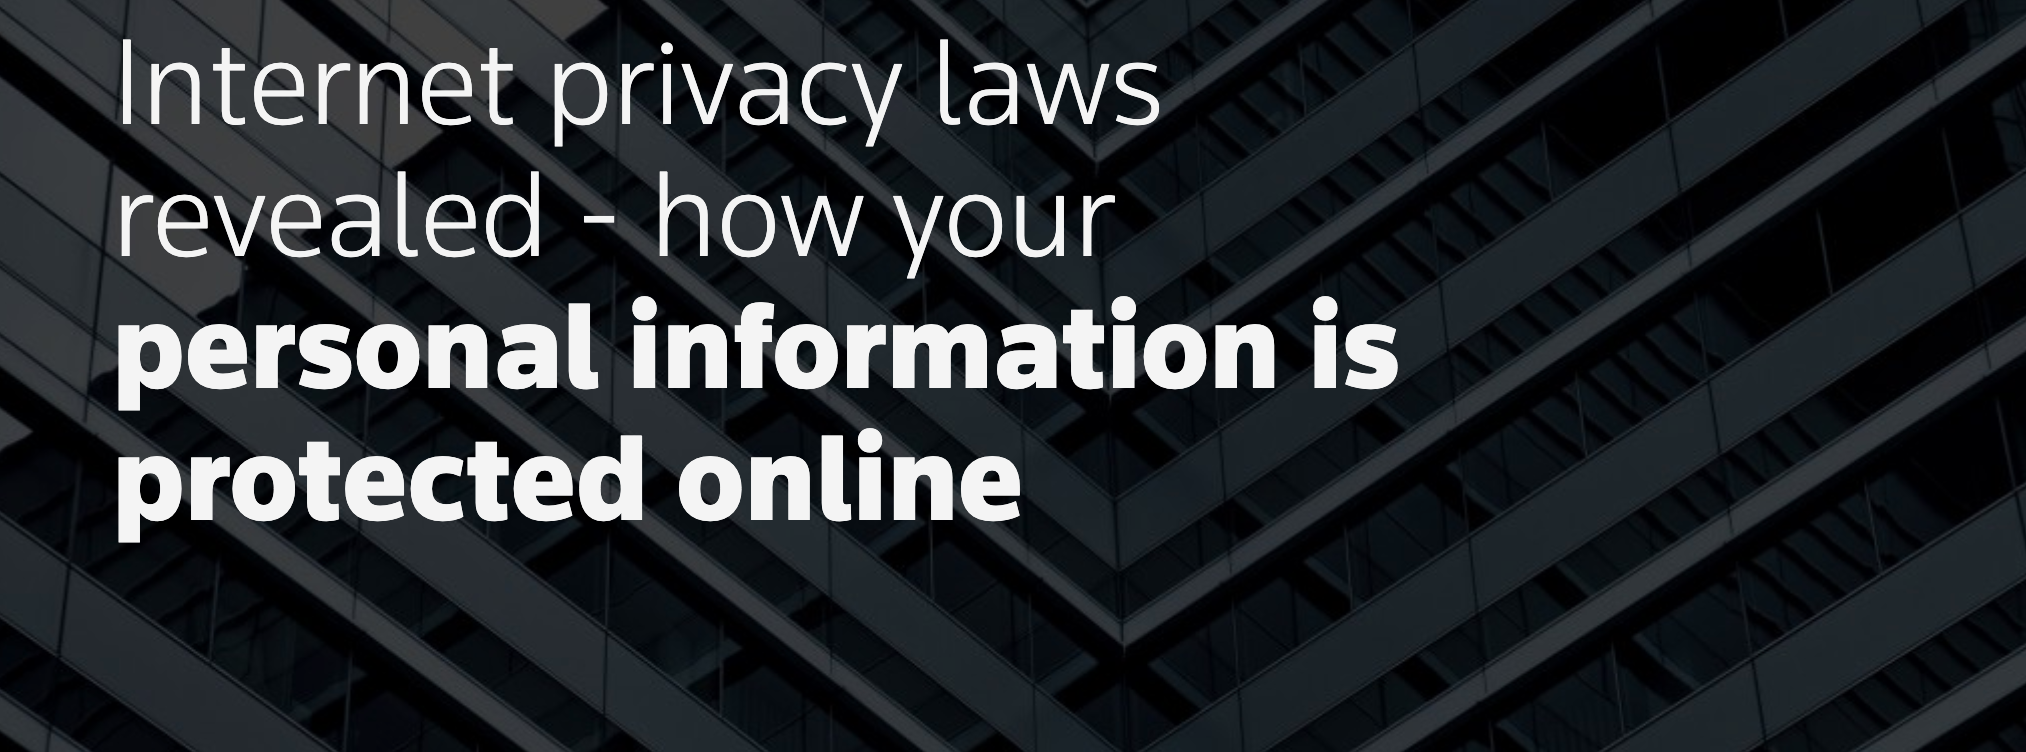 Internet privacy laws
revealed - how your
personal information is
protected online